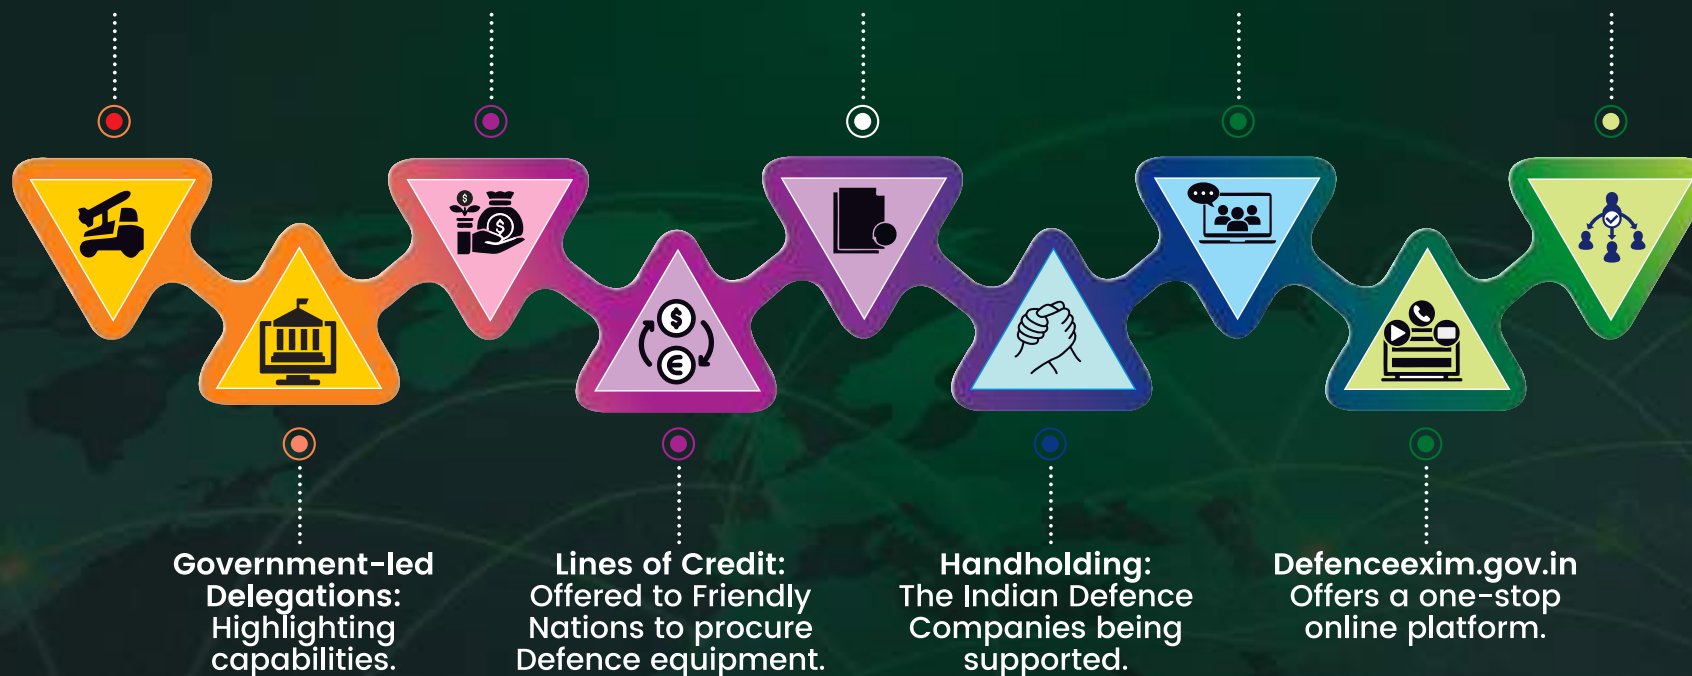 Government-led
Delegations:
Highlighting
capabilities.
Lines of Credit:
Offered to Friendly
Nations to procure
Defence equipment.
Handholding:
The Indian Defence
Companies being
supported.
Defenceexim.gov.in
Offers a one-stop
online platform.